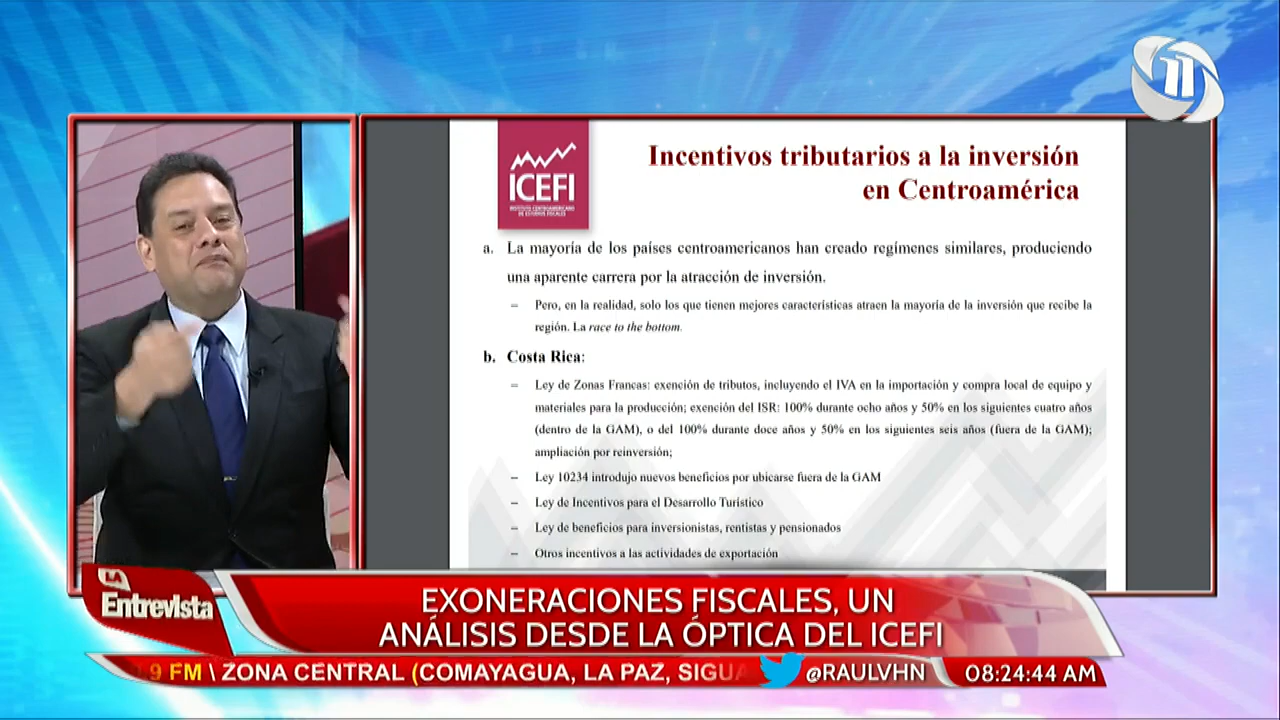 11
ICEFI
INSTITUTO CENTROAMERICANO
DE ESTUDIOS FISCALES
Incentivos tributarios a la inversión
en Centroamérica
a. La mayoría de los países centroamericanos han creado regímenes similares, produciendo
una aparente carrera por la atracción de inversión.
– Pero, en la realidad, solo los que tienen mejores características atraen la mayoría de la inversión que recibe la
región. La race to the bottom.
b. Costa Rica:
– Ley de Zonas Francas: exención de tributos, incluyendo el IVA en la importación y compra local de equipo y
materiales para la producción; exención del ISR: 100% durante ocho años y 50% en los siguientes cuatro años
(dentro de la GAM), o del 100% durante doce años y 50% en los siguientes seis años (fuera de la GAM);
ampliación por reinversión;
– Ley 10234 introdujo nuevos beneficios por ubicarse fuera de la GAM
– Ley de Incentivos para el Desarrollo Turístico
– Ley de beneficios para inversionistas, rentistas y pensionados
– Otros incentivos a las actividades de exportación
LA
Entrevista
EXONERACIONES FISCALES, UN
ANÁLISIS DESDE LA ÓPTICA DEL ICEFI
.9 FM \ ZONA CENTRAL (COMAYAGUA, LA PAZ, SIGUA
@RAULVHN
08:24:44 AM